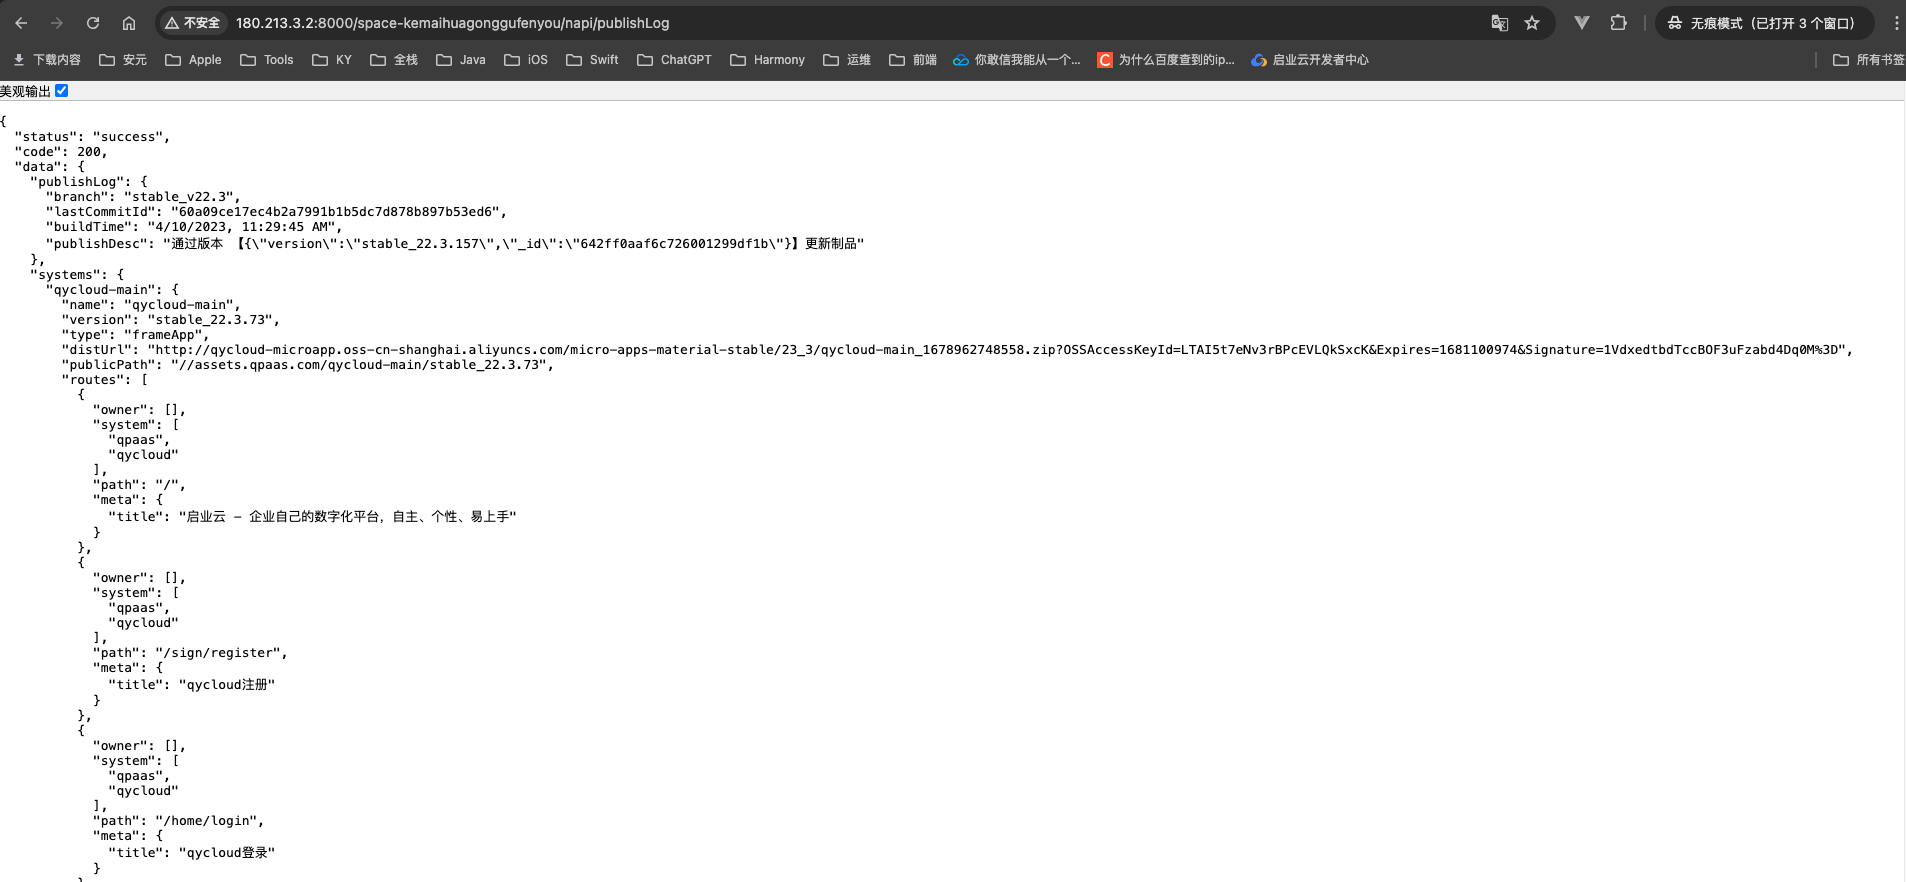 不安全 180.213.3.2:8000/space-kemaihuagonggufenyou/napi/publishLog 无痕模式（已打开 3 个窗口）
下载内容 安元 Apple Tools KY 全栈 Java iOS Swift ChatGPT Harmony 运维 前端 你敢信我能从一个... 为什么百度查到的ip... 启业云开发者中心 所有书签
美观输出
{
"status": "success",
"code": 200,
"data": {
"publishLog": {
"branch": "stable_v22.3",
"lastCommitId": "60a09ce17ec4b2a7991b1b5dc7d878b897b53ed6",
"buildTime": "4/10/2023, 11:29:45 AM",
"publishDesc": "通过版本 【{\"version\":\"stable_22.3.157\",\"_id\":\"642ff0aaf6c726001299df1b\"}】更新制品"
},
"systems": {
"qycloud-main": {
"name": "qycloud-main",
"version": "stable_22.3.73",
"type": "frameApp",
"distUrl": "http://qycloud-microapp.oss-cn-shanghai.aliyuncs.com/micro-apps-material-stable/23_3/qycloud-main_1678962748558.zip?OSSAccessKeyId=LTAI5t7eNv3rBPcEVLQkSxcK&Expires=1681100974&Signature=1VdxedtbdTccBOF3uFzabd4Dq0M%3D",
"publicPath": "//assets.qpaas.com/qycloud-main/stable_22.3.73",
"routes": [
{
"owner": [],
"system": [
"qpaas",
"qycloud"
],
"path": "/",
"meta": {
"title": "启业云 - 企业自己的数字化平台，自主、个性、易上手"
}
},
{
"owner": [],
"system": [
"qpaas",
"qycloud"
],
"path": "/sign/register",
"meta": {
"title": "qycloud注册"
}
},
{
"owner": [],
"system": [
"qpaas",
"qycloud"
],
"path": "/home/login",
"meta": {
"title": "qycloud登录"
}